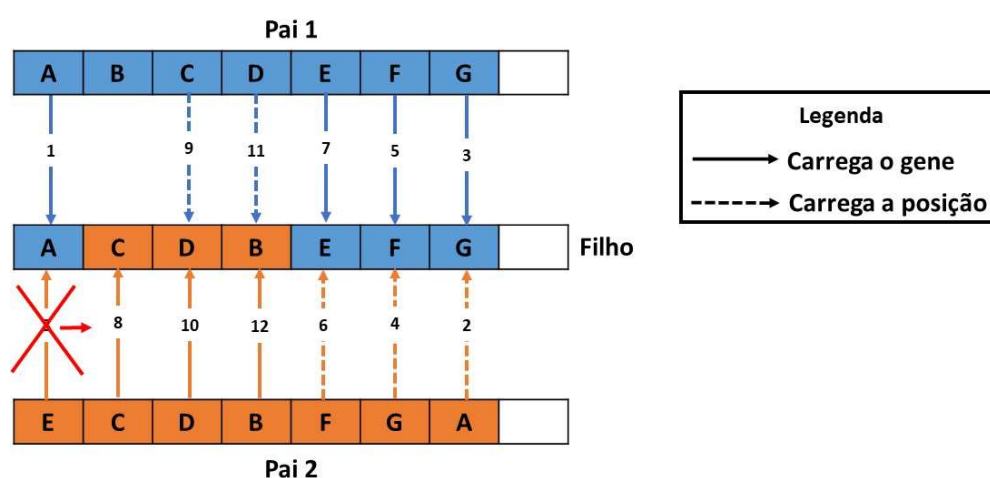 Pai 1
A B C D E F G
1 9 11 7 5 3
A C D B E F G
Filho
8 10 12 6 4 2
E C D B F G A
Pai 2
Legenda
Carrega o gene
Carrega a posição